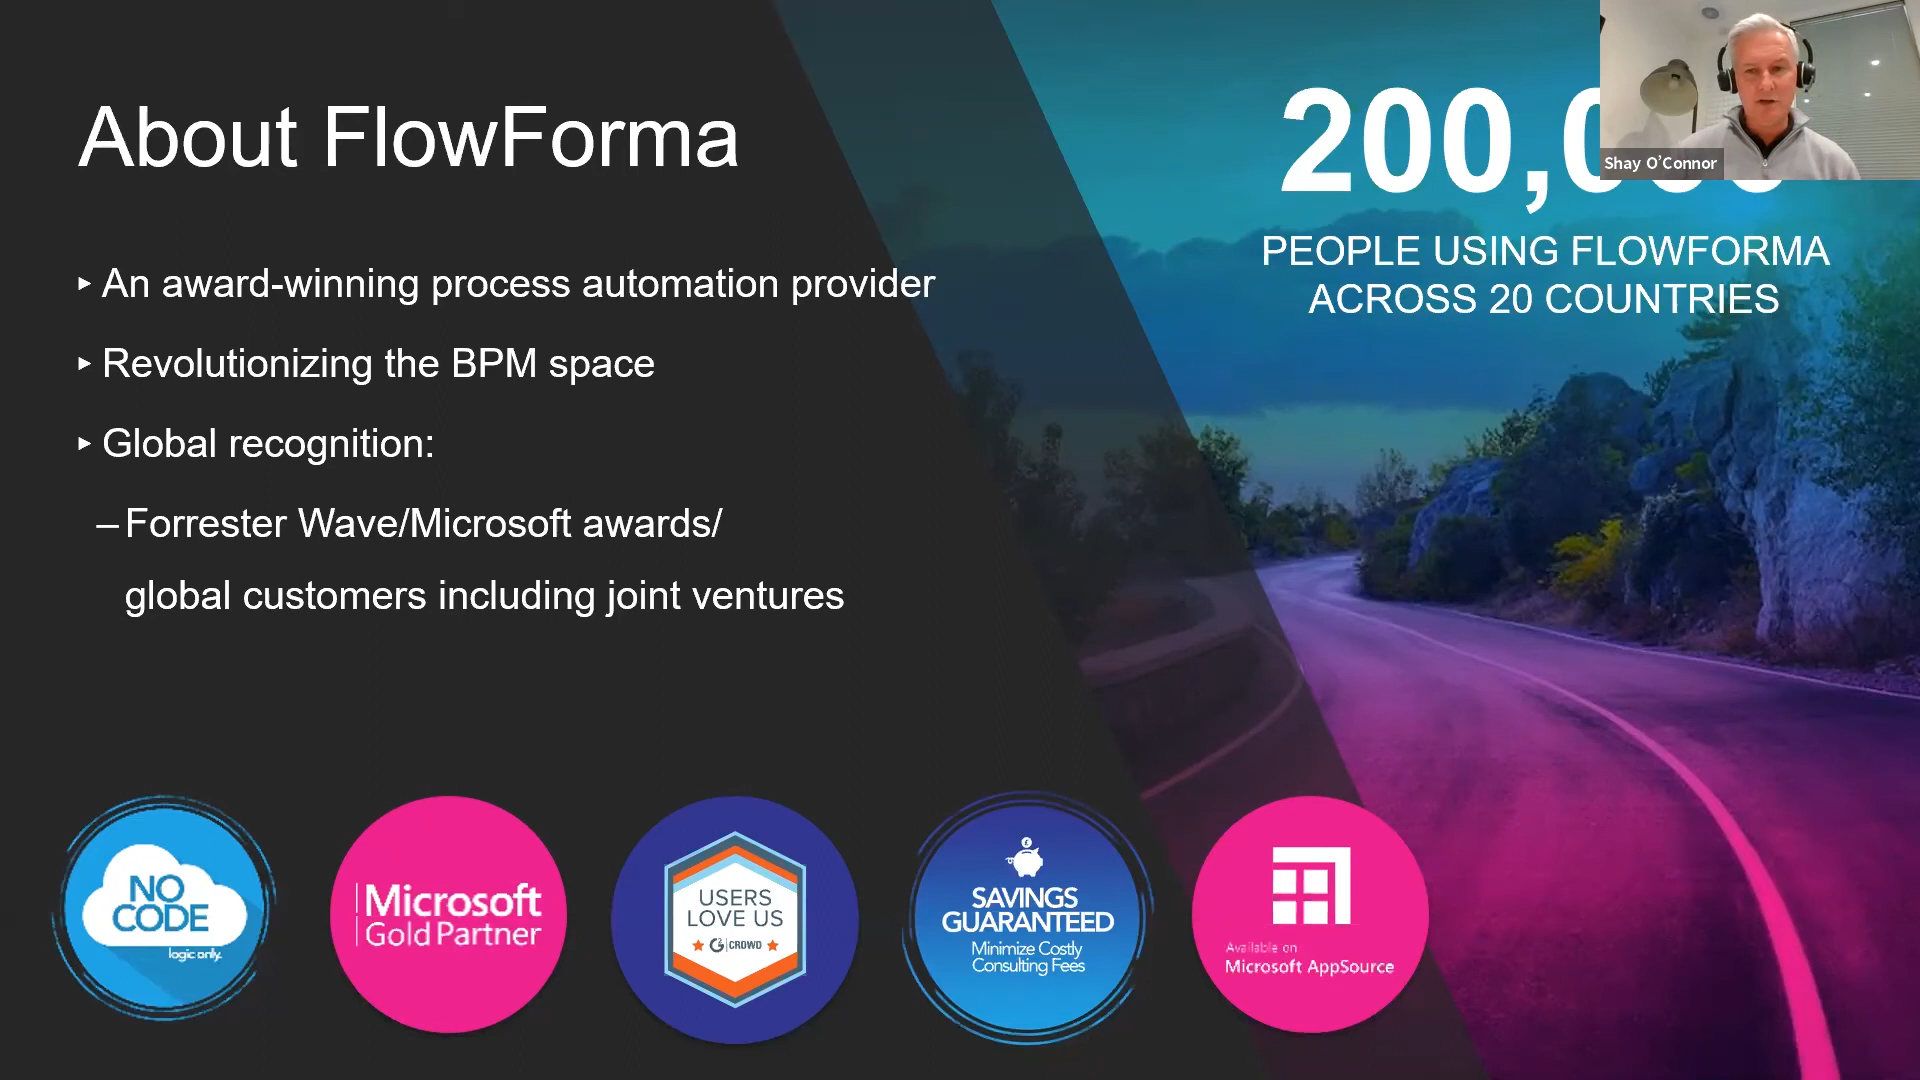 About FlowForma
▸ An award-winning process automation provider
▸ Revolutionizing the BPM space
▸ Global recognition:
– Forrester Wave/Microsoft awards/
global customers including joint ventures
PEOPLE USING FLOWFORMA
ACROSS 20 COUNTRIES
Shay O’Connor
NO
CODE
logic only.
Microsoft
Gold Partner
USERS
LOVE US
G2 CROWD
£
SAVINGS
GUARANTEED
Minimize Costly
Consulting Fees
Available on
Microsoft AppSource